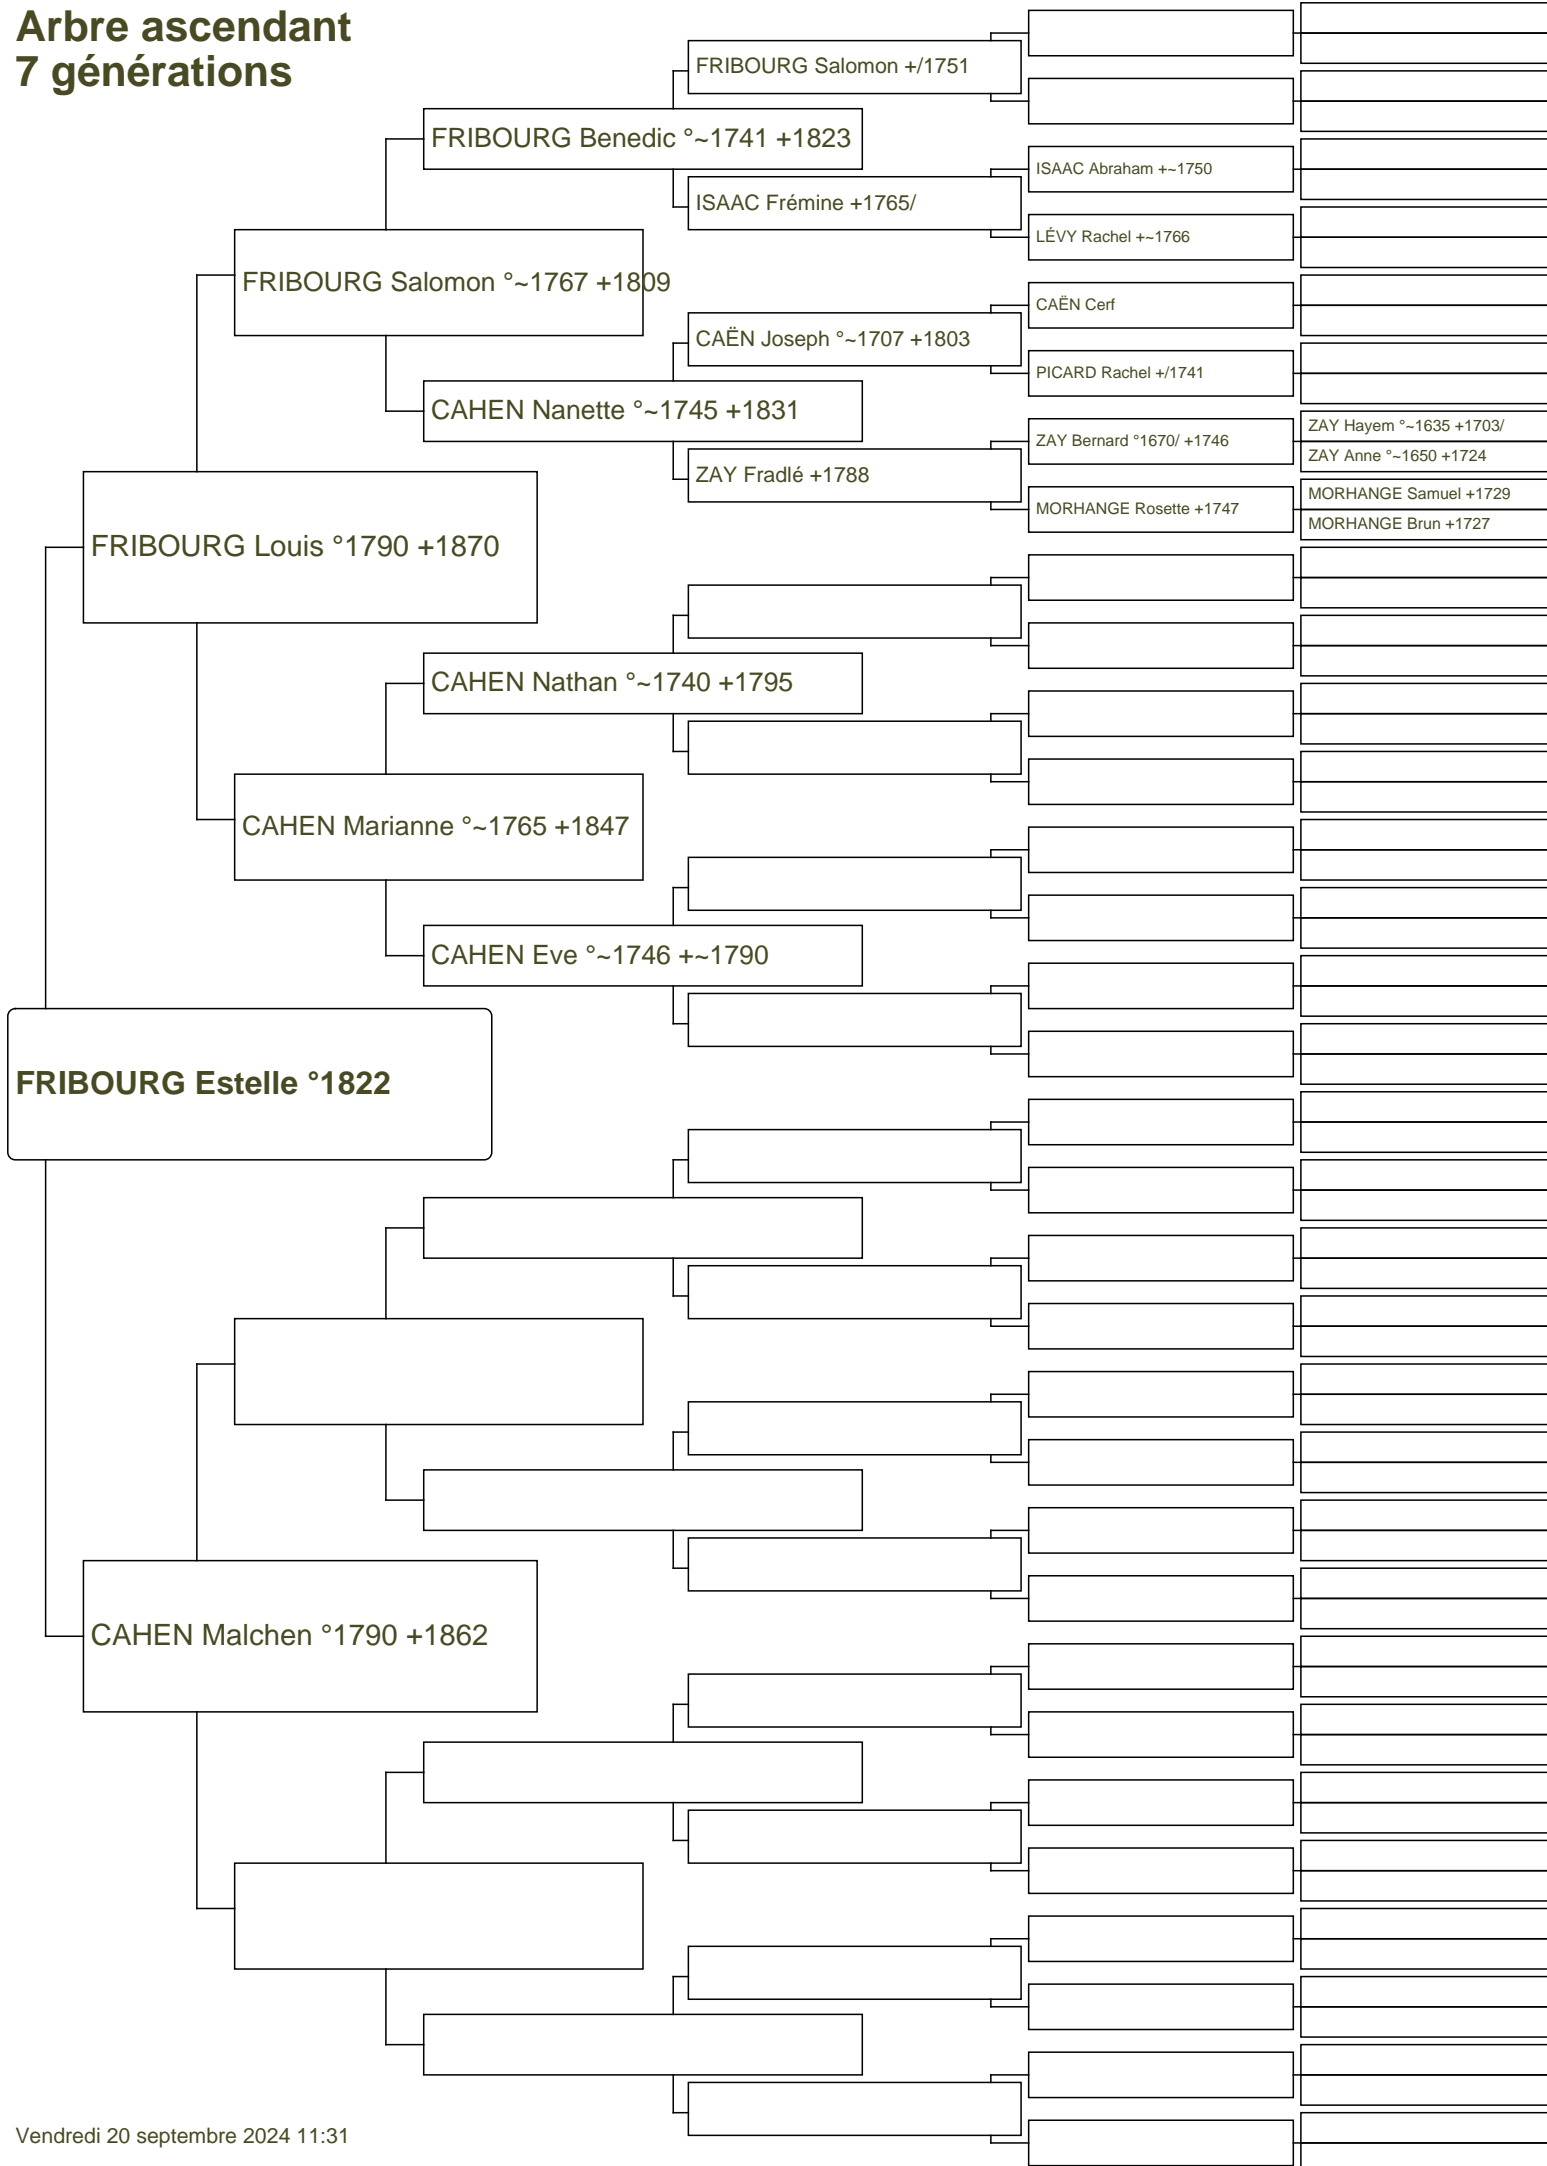 Arbre ascendant
7 générations
FRIBOURG Salomon +/1751
FRIBOURG Benedic °~1741 +1823
ISAAC Abraham +~1750
ISAAC Frémine +1765/
LÉVY Rachel +~1766
FRIBOURG Salomon °~1767 +1809
CAËN Cerf
CAËN Joseph °~1707 +1803
PICARD Rachel +/1741
CAHEN Nanette °~1745 +1831
ZAY Hayem °~1635 +1703/
ZAY Bernard °1670/ +1746
ZAY Anne °~1650 +1724
ZAY Fradlé +1788
MORHANGE Samuel +1729
MORHANGE Rosette +1747
MORHANGE Brun +1727
FRIBOURG Louis °1790 +1870
CAHEN Nathan °~1740 +1795
CAHEN Marianne °~1765 +1847
CAHEN Eve °~1746 +~1790
FRIBOURG Estelle °1822
CAHEN Malchen °1790 +1862
Vendredi 20 septembre 2024 11:31